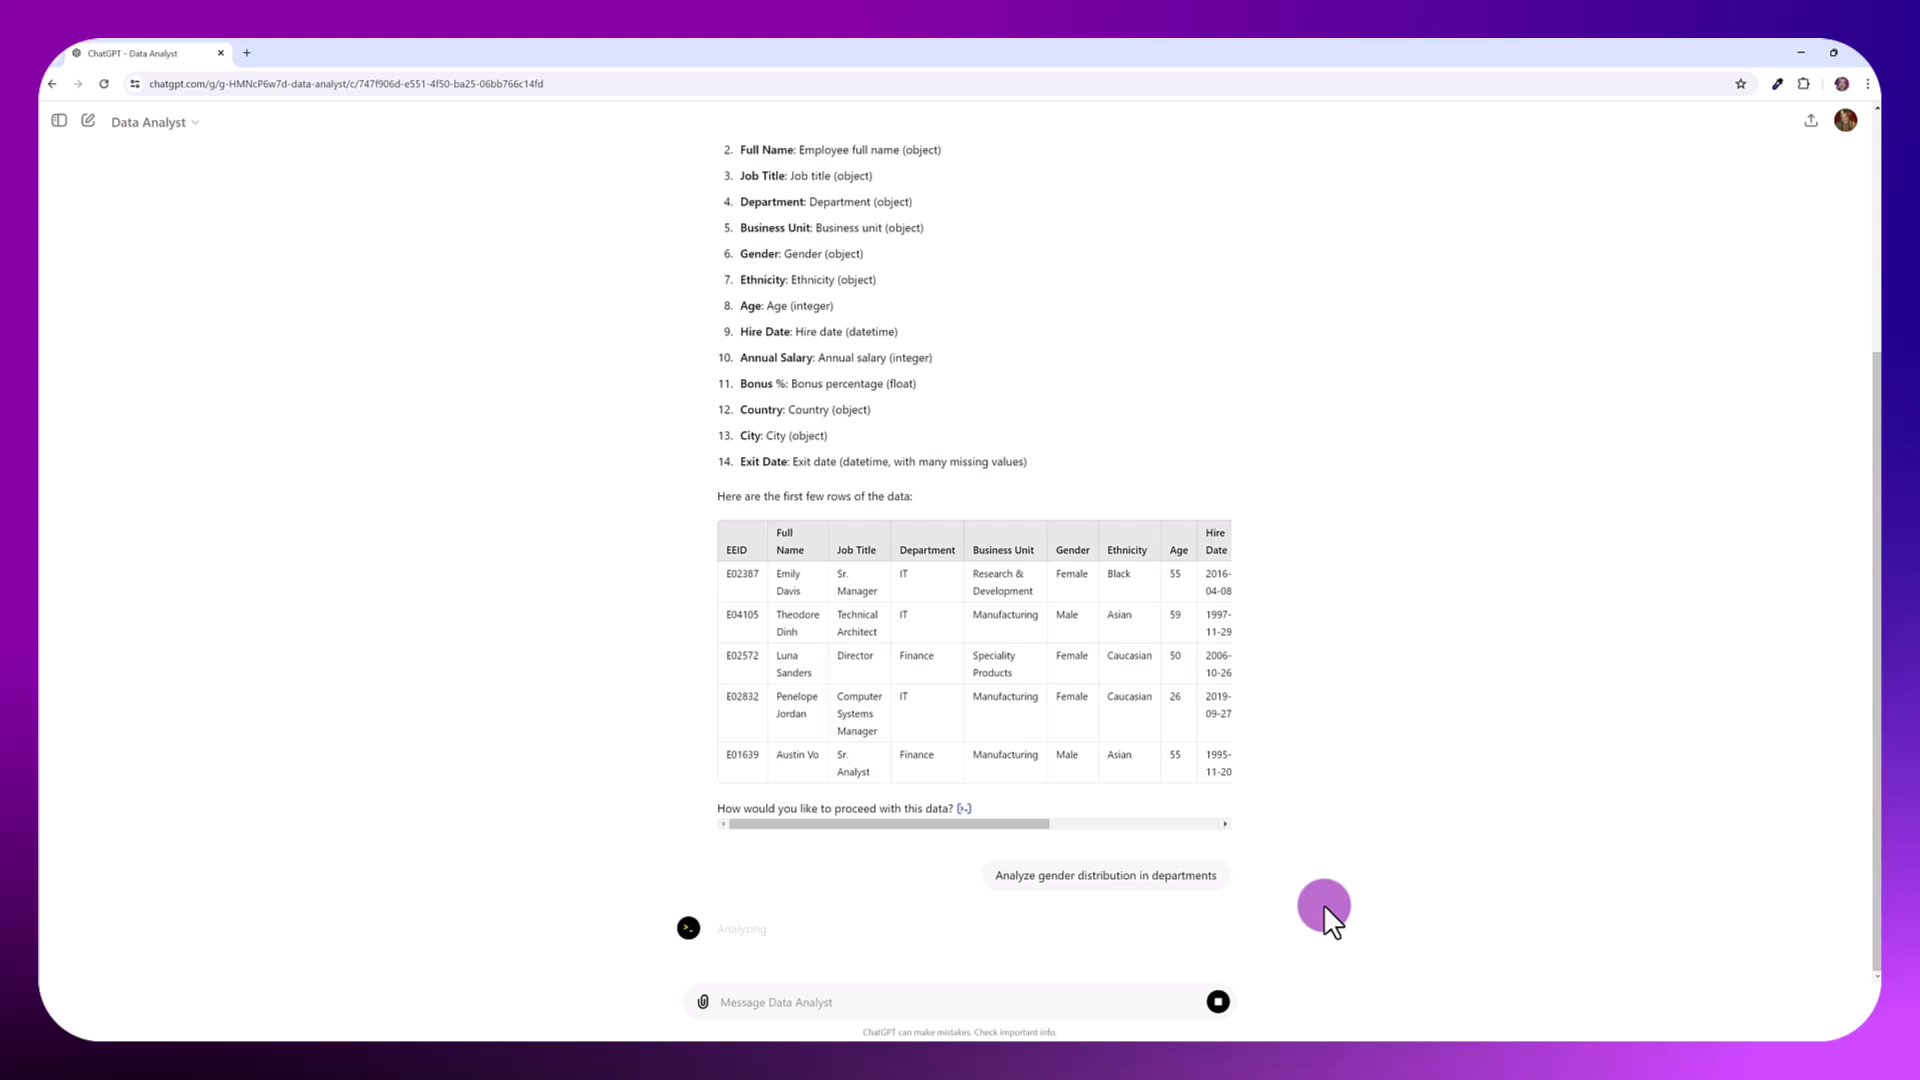 ChatGPT - Data Analyst
chatgpt.com/g/g-HMNcP6w7d-data-analyst/c/747f906d-e551-4f50-ba25-06bb766c14fd
Data Analyst
2. Full Name: Employee full name (object)
3. Job Title: Job title (object)
4. Department: Department (object)
5. Business Unit: Business unit (object)
6. Gender: Gender (object)
7. Ethnicity: Ethnicity (object)
8. Age: Age (integer)
9. Hire Date: Hire date (datetime)
10. Annual Salary: Annual salary (integer)
11. Bonus %: Bonus percentage (float)
12. Country: Country (object)
13. City: City (object)
14. Exit Date: Exit date (datetime, with many missing values)
Here are the first few rows of the data:
Full Hire
EEID Name Job Title Department Business Unit Gender Ethnicity Age Date
E02387 Emily Sr. IT Research & Female Black 55 2016-
Davis Manager Development 04-08
E04105 Theodore Technical IT Manufacturing Male Asian 59 1997-
Dinh Architect 11-29
E02572 Luna Director Finance Speciality Female Caucasian 50 2006-
Sanders Products 10-26
E02832 Penelope Computer IT Manufacturing Female Caucasian 26 2019-
Jordan Systems 09-27
Manager
E01639 Austin Vo Sr. Finance Manufacturing Male Asian 55 1995-
Analyst 11-20
How would you like to proceed with this data? [>-]
Analyze gender distribution in departments
>_ Analyzing
Message Data Analyst
ChatGPT can make mistakes. Check important info.